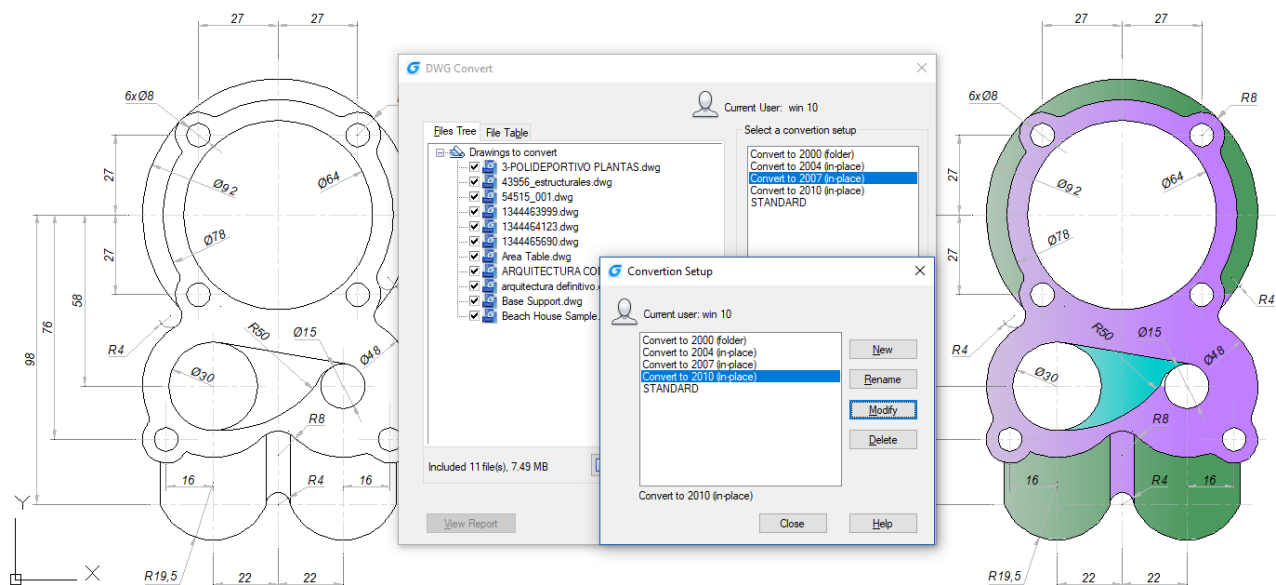 27 27
6xØ8
27
Ø92
Ø64
27
Ø78
58
76
98
R4
R50
Ø15
Ø48
Ø30
R8
16
R4
16
R19,5
22 22
Y
X
DWG Convert
Current User: win 10
Files Tree File Table
Drawings to convert
3-POLIDEPORTIVO PLANTAS.dwg
43956_estructurales.dwg
54515_001.dwg
1344463999.dwg
1344464123.dwg
1344465690.dwg
Area Table.dwg
ARQUITECTURA
arquitectura definitivo.
Base Support.dwg
Beach House Sample.
Included 11 file(s), 7.49 MB
View Report
Select a convertion setup
Convert to 2000 (folder)
Convert to 2004 (in-place)
Convert to 2007 (in-place)
Convert to 2010 (in-place)
STANDARD
Convertion Setup
Current user: win 10
Convert to 2000 (folder)
Convert to 2004 (in-place)
Convert to 2007 (in-place)
Convert to 2010 (in-place)
STANDARD
New
Rename
Modify
Delete
Convert to 2010 (in-place)
Close
Help
27 27
6xØ8
R8
27
Ø92
Ø64
27
Ø78
R4
R50
Ø15
R4
Ø48
Ø30
R8
16
R4
16
R19,5
22 22